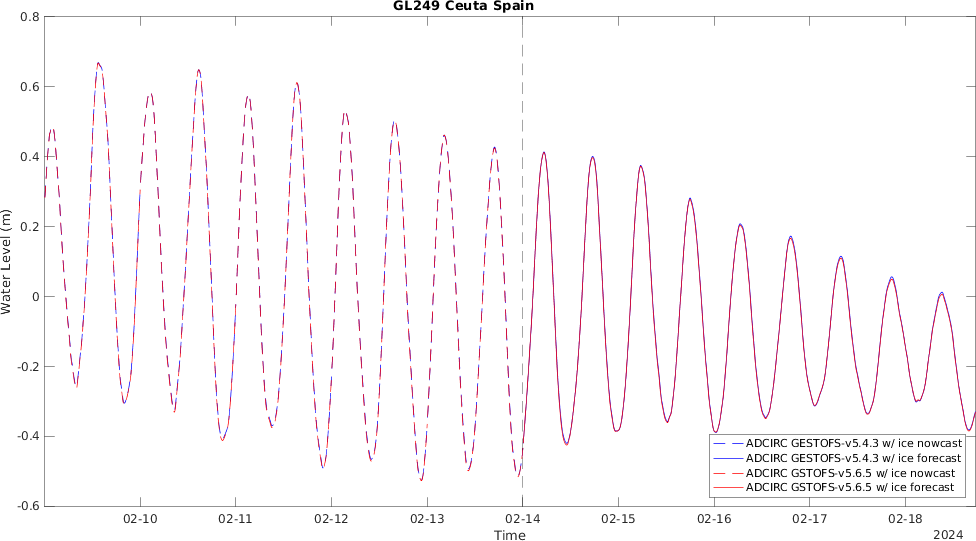 GL249 Ceuta Spain
0.8
0.6
0.4
0.2
0
-0.2
-0.4
-0.6
Water Level (m)
ADCIRC GESTOFS-v5.4.3 w/ ice nowcast
ADCIRC GESTOFS-v5.4.3 w/ ice forecast
ADCIRC GSTOFS-v5.6.5 w/ ice nowcast
ADCIRC GSTOFS-v5.6.5 w/ ice forecast
02-10 02-11 02-12 02-13 02-14 02-15 02-16 02-17 02-18
Time
2024